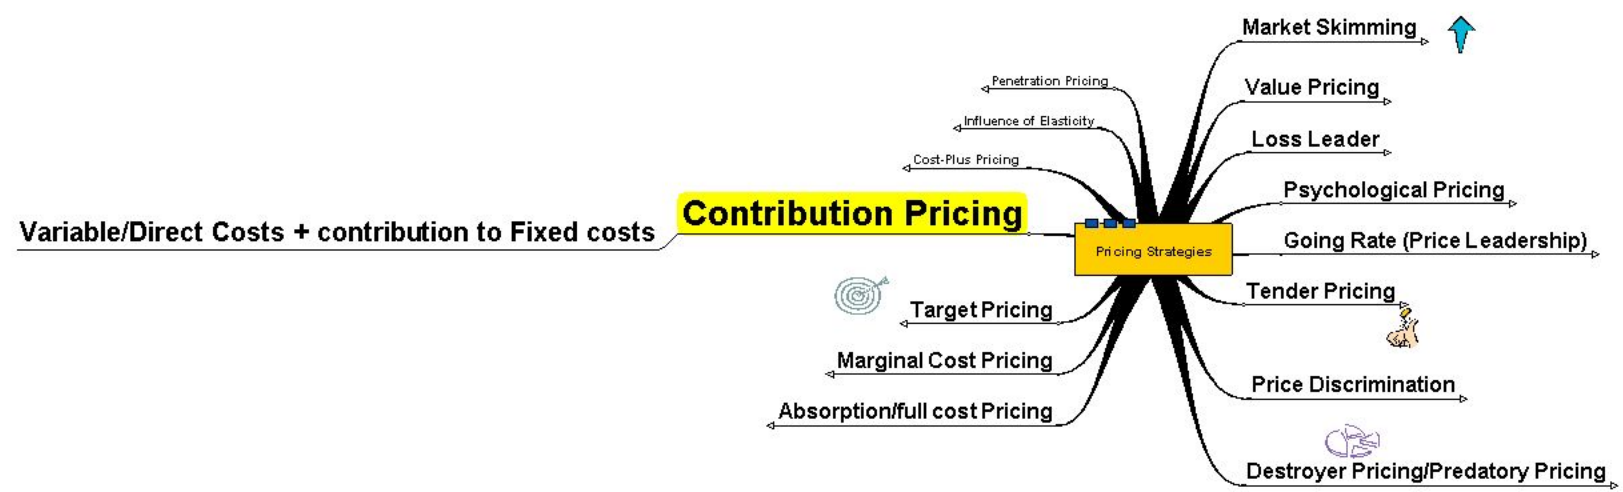 Market Skimming
Penetration Pricing
Value Pricing
Influence of Elasticity
Loss Leader
Cost-Plus Pricing
Psychological Pricing
Contribution Pricing
Variable/Direct Costs + contribution to Fixed costs
Going Rate (Price Leadership)
Pricing Strategies
Tender Pricing
Target Pricing
Marginal Cost Pricing
Price Discrimination
Absorption/full cost Pricing
Destroyer Pricing/Predatory Pricing